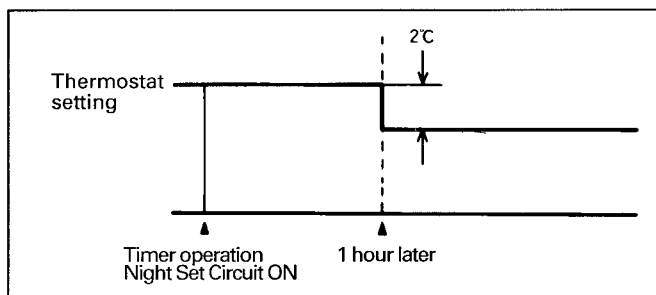 2℃
Thermostat
setting
Timer operation
Night Set Circuit ON
1 hour later